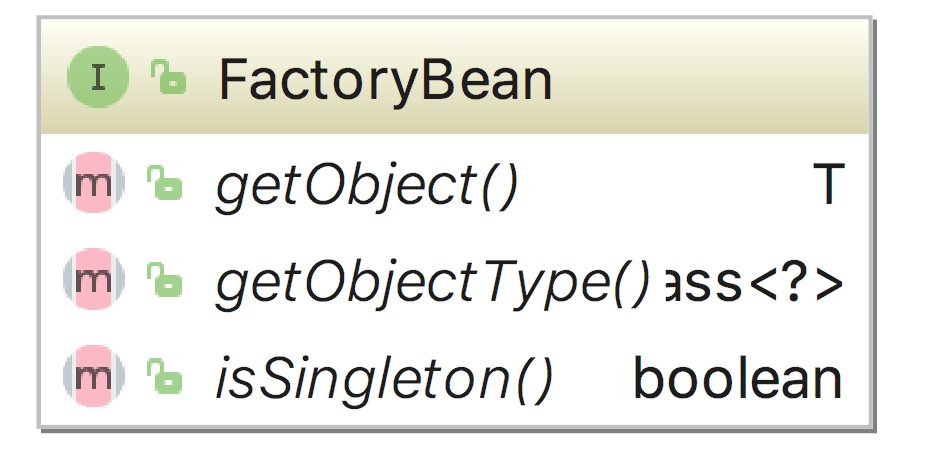 I FactoryBean
m getObject() T
m getObjectType() ass<?>
m isSingleton() boolean